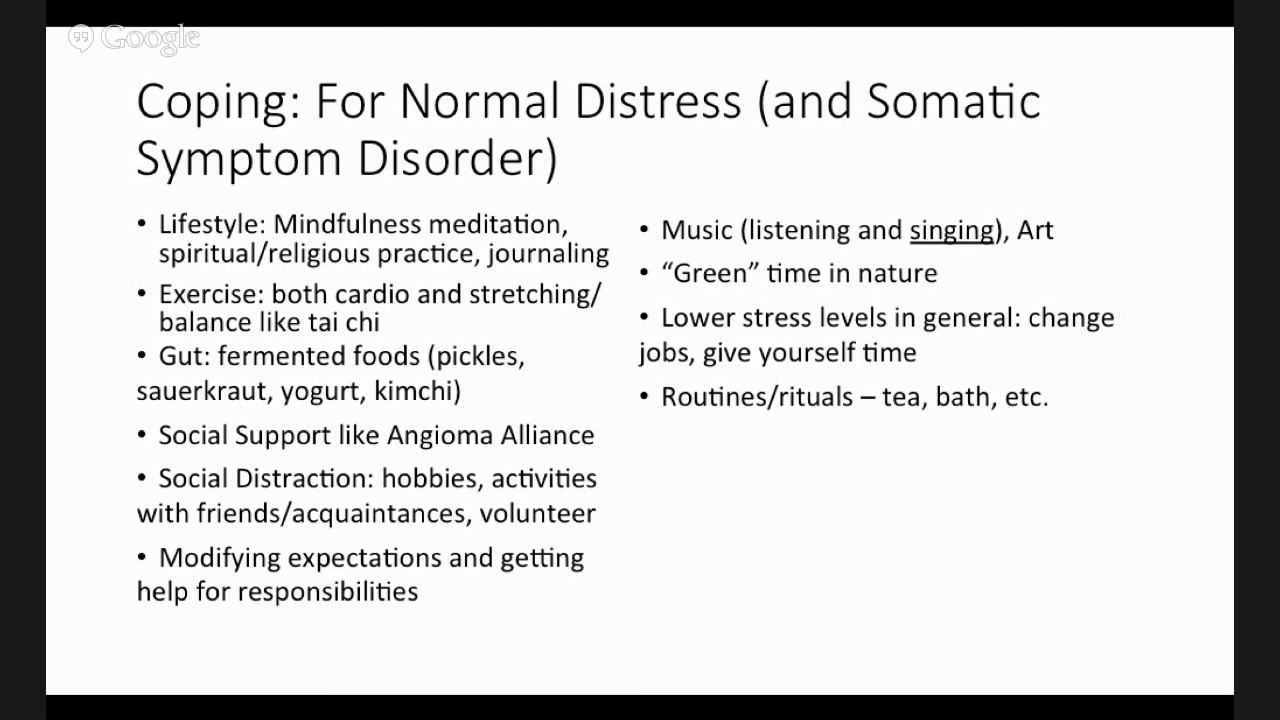 Google
Coping: For Normal Distress (and Somatic
Symptom Disorder)
• Lifestyle: Mindfulness meditation,
spiritual/religious practice, journaling
• Exercise: both cardio and stretching/
balance like tai chi
• Gut: fermented foods (pickles,
sauerkraut, yogurt, kimchi)
• Social Support like Angioma Alliance
• Social Distraction: hobbies, activities
with friends/acquaintances, volunteer
• Modifying expectations and getting
help for responsibilities
• Music (listening and singing), Art
• “Green” time in nature
• Lower stress levels in general: change
jobs, give yourself time
• Routines/rituals – tea, bath, etc.